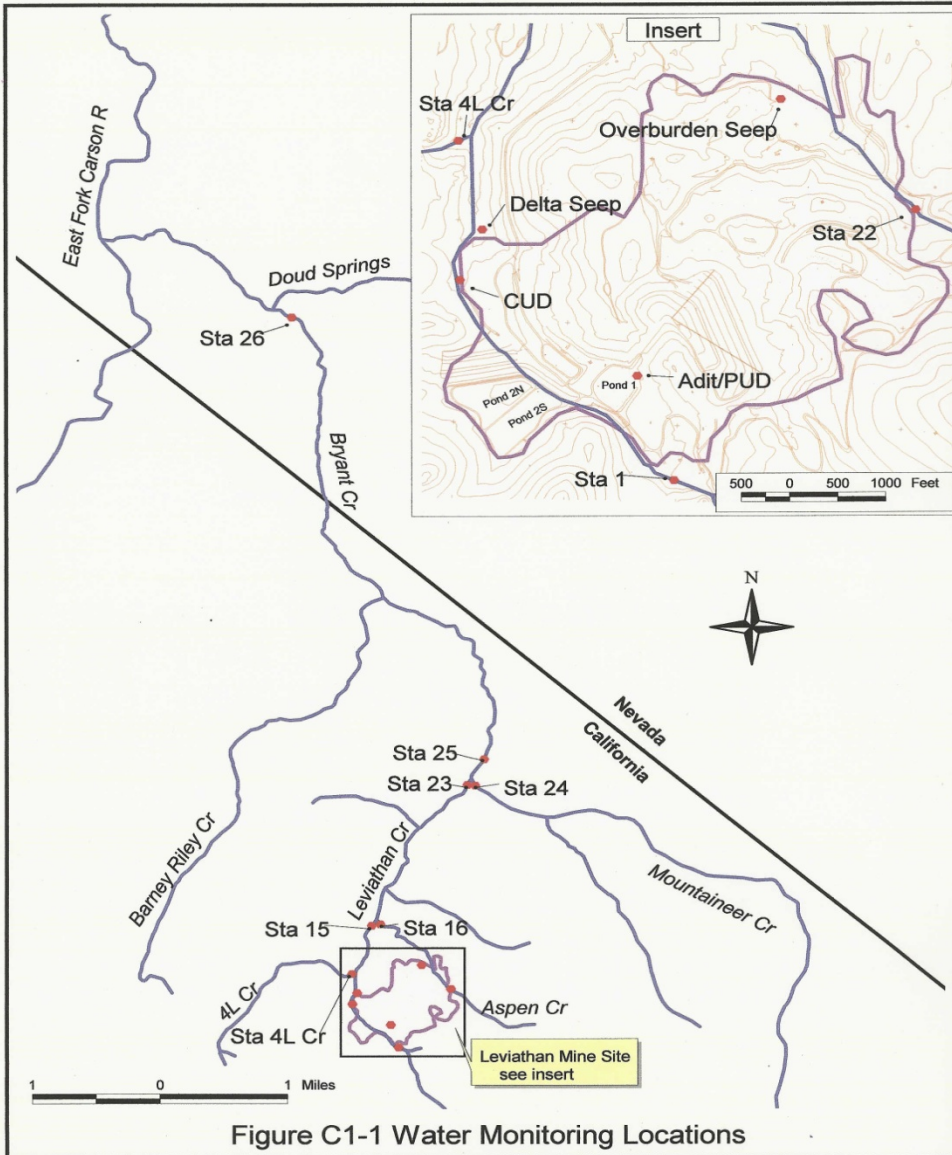 Insert
Sta 4L Cr
Overburden Seep
Delta Seep
Sta 22
CUD
Adit/PUD
Pond 1
Pond 2N
Pond 2S
Sta 1
500 0 500 1000 Feet
East Fork Carson R
Doud Springs
Sta 26
Bryant Cr
N
Nevada
California
Sta 25
Sta 23
Sta 24
Barney Riley Cr
Leviathan Cr
Mountaineer Cr
Sta 15
Sta 16
4L Cr
Sta 4L Cr
Aspen Cr
Leviathan Mine Site
see insert
1 0 1 Miles
Figure C1-1 Water Monitoring Locations